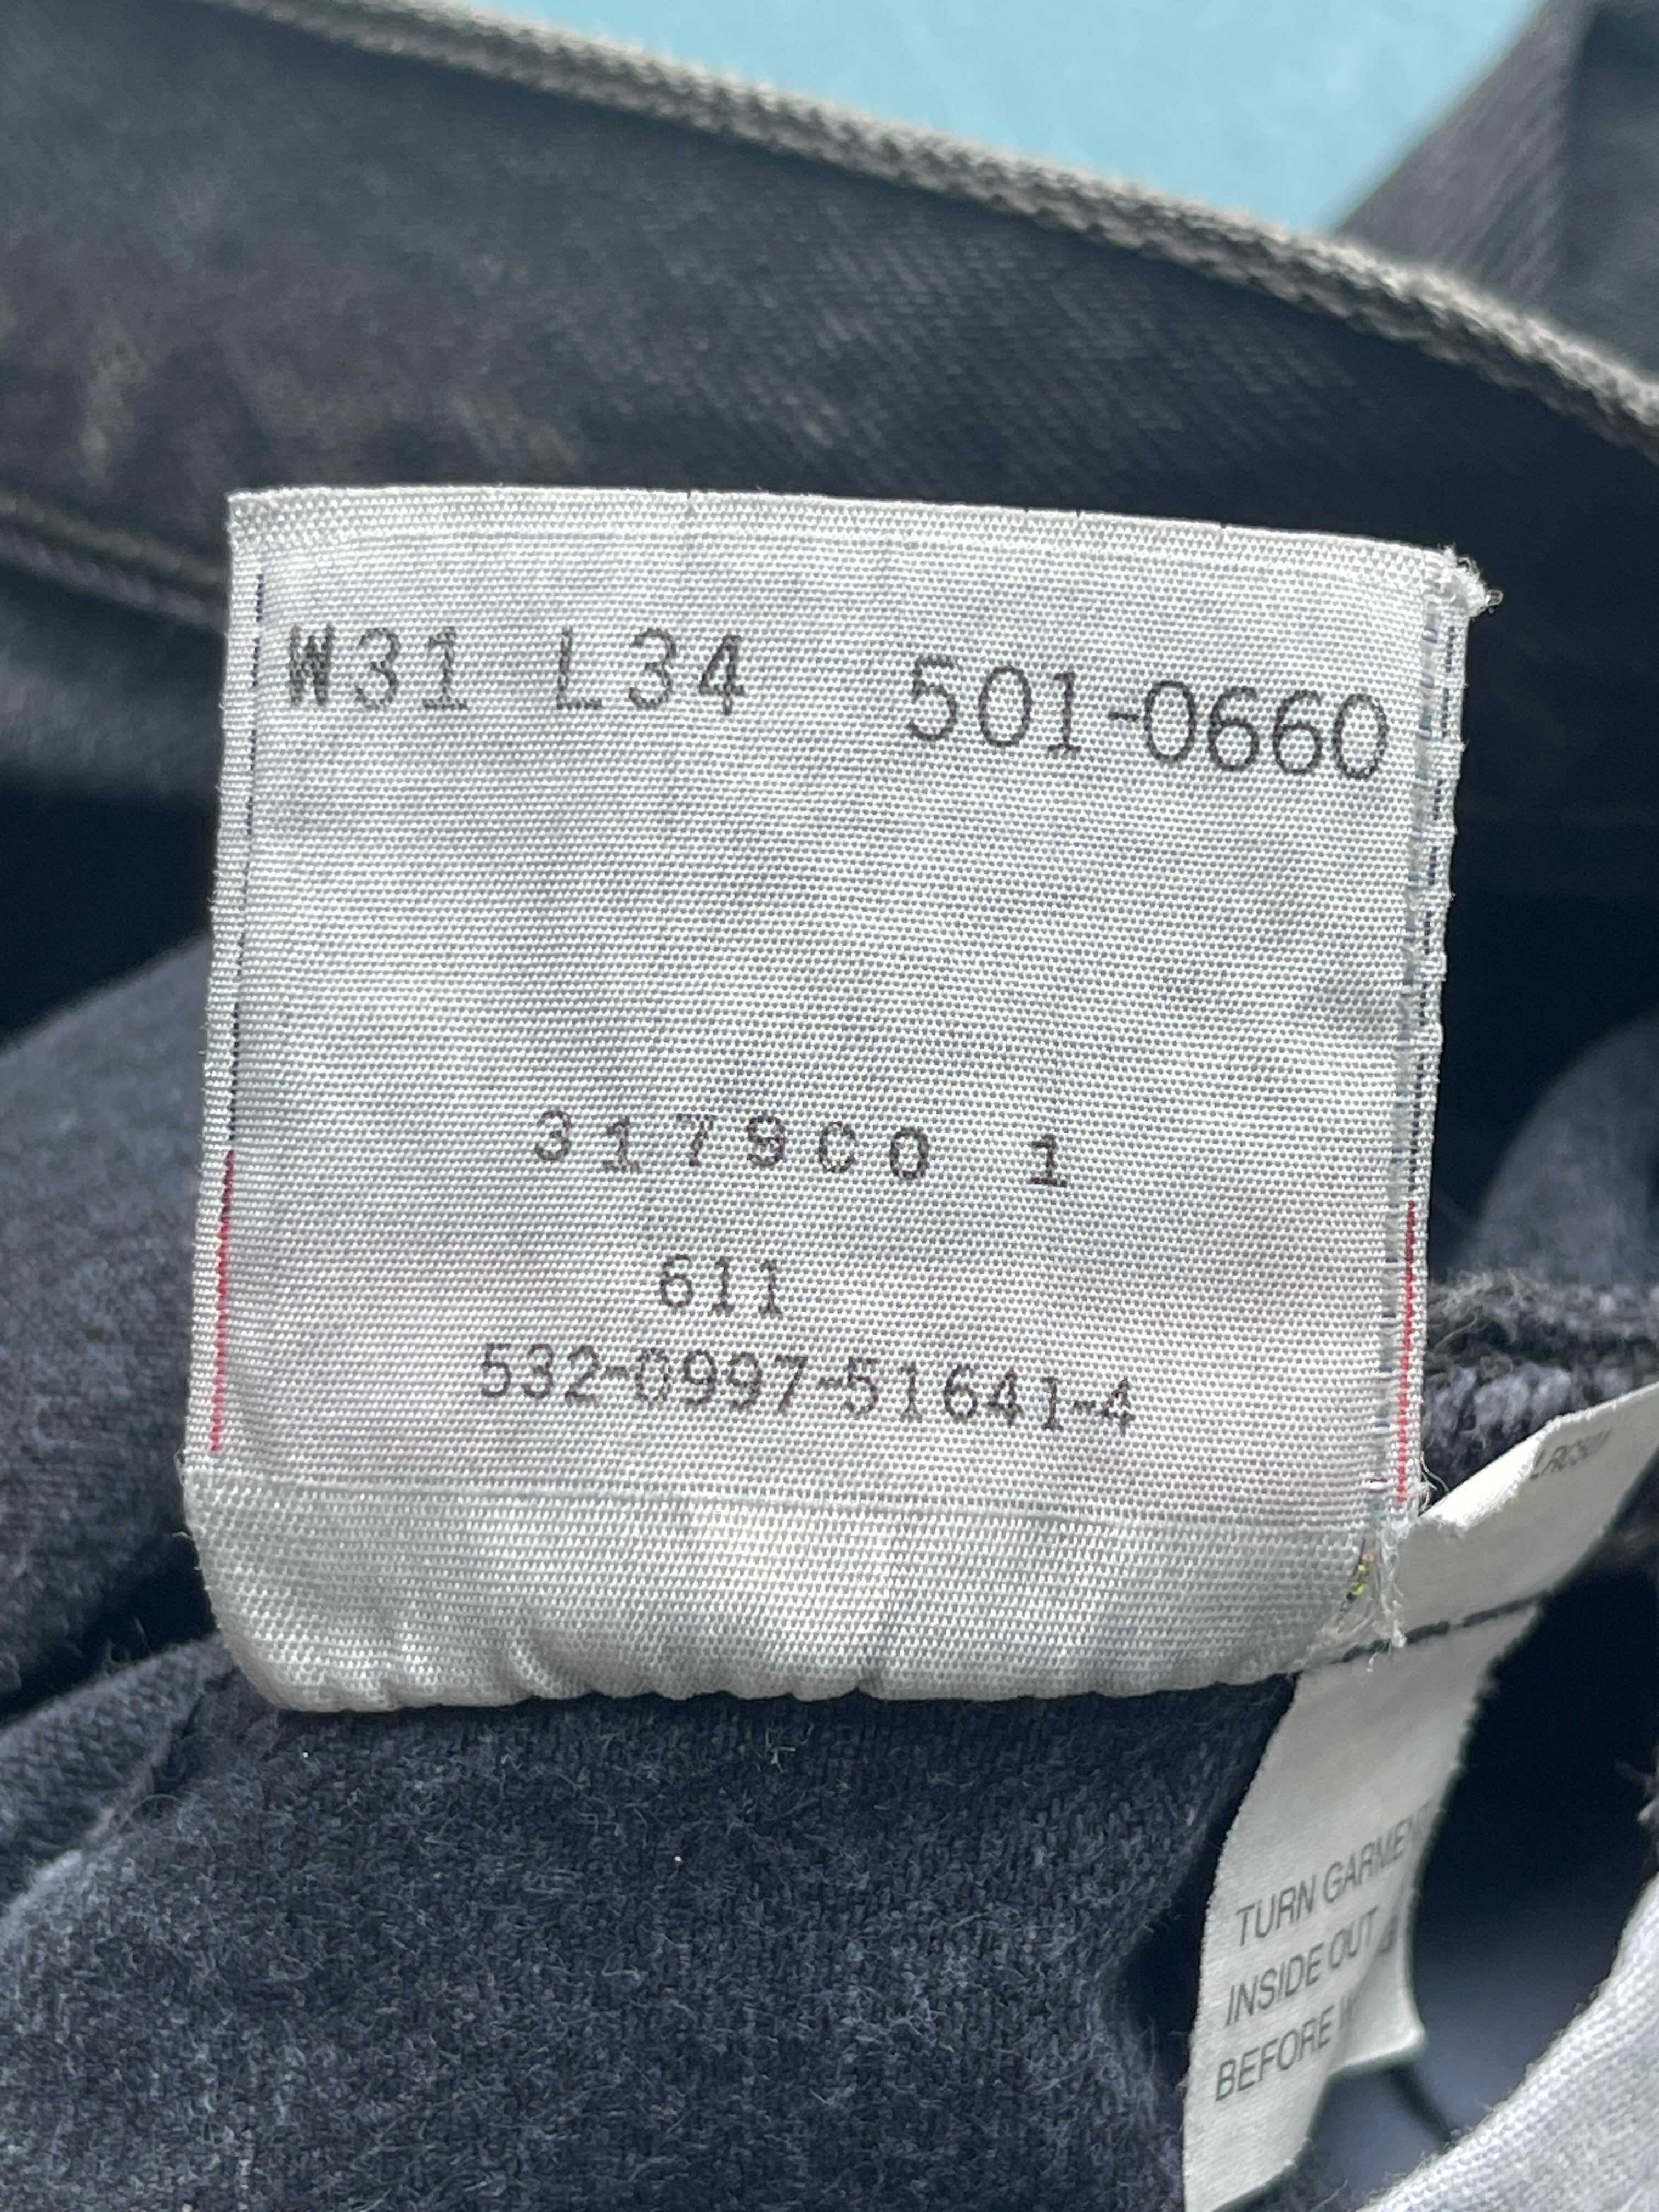 W31 L34 501-0660
3179C0 1
611
532-0997-51641-4
TURN GARMENT
INSIDE OUT
BEFORE